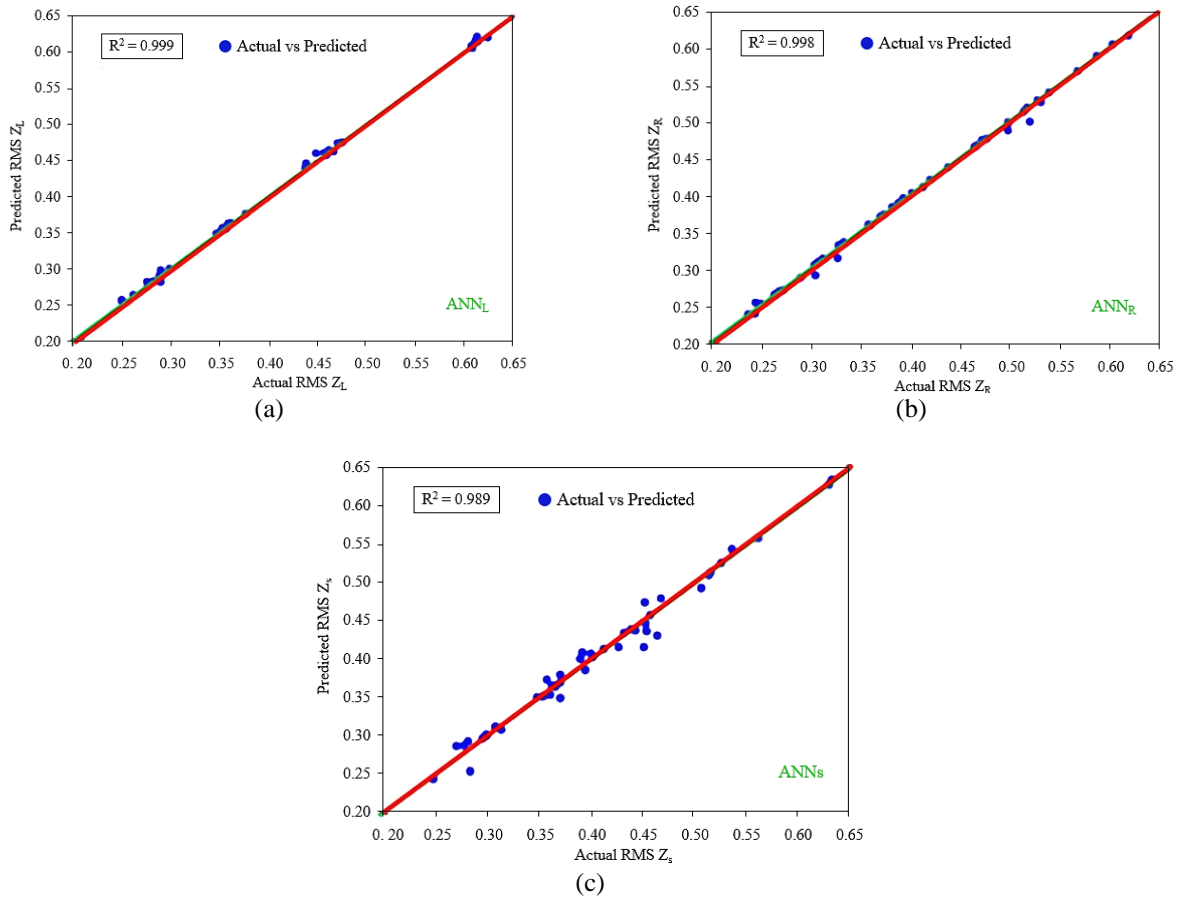 0.65
0.60
0.55
0.50
0.45
0.40
0.35
0.30
0.25
0.20
Predicted RMS Z_L
R² = 0.999
Actual vs Predicted
ANN_L
0.20 0.25 0.30 0.35 0.40 0.45 0.50 0.55 0.60 0.65
Actual RMS Z_L
(a)
0.65
0.60
0.55
0.50
0.45
0.40
0.35
0.30
0.25
0.20
Predicted RMS Z_R
R² = 0.998
Actual vs Predicted
ANN_R
0.20 0.25 0.30 0.35 0.40 0.45 0.50 0.55 0.60 0.65
Actual RMS Z_R
(b)
0.65
0.60
0.55
0.50
0.45
0.40
0.35
0.30
0.25
0.20
Predicted RMS Z_s
R² = 0.989
Actual vs Predicted
ANNs
0.20 0.25 0.30 0.35 0.40 0.45 0.50 0.55 0.60 0.65
Actual RMS Z_s
(c)